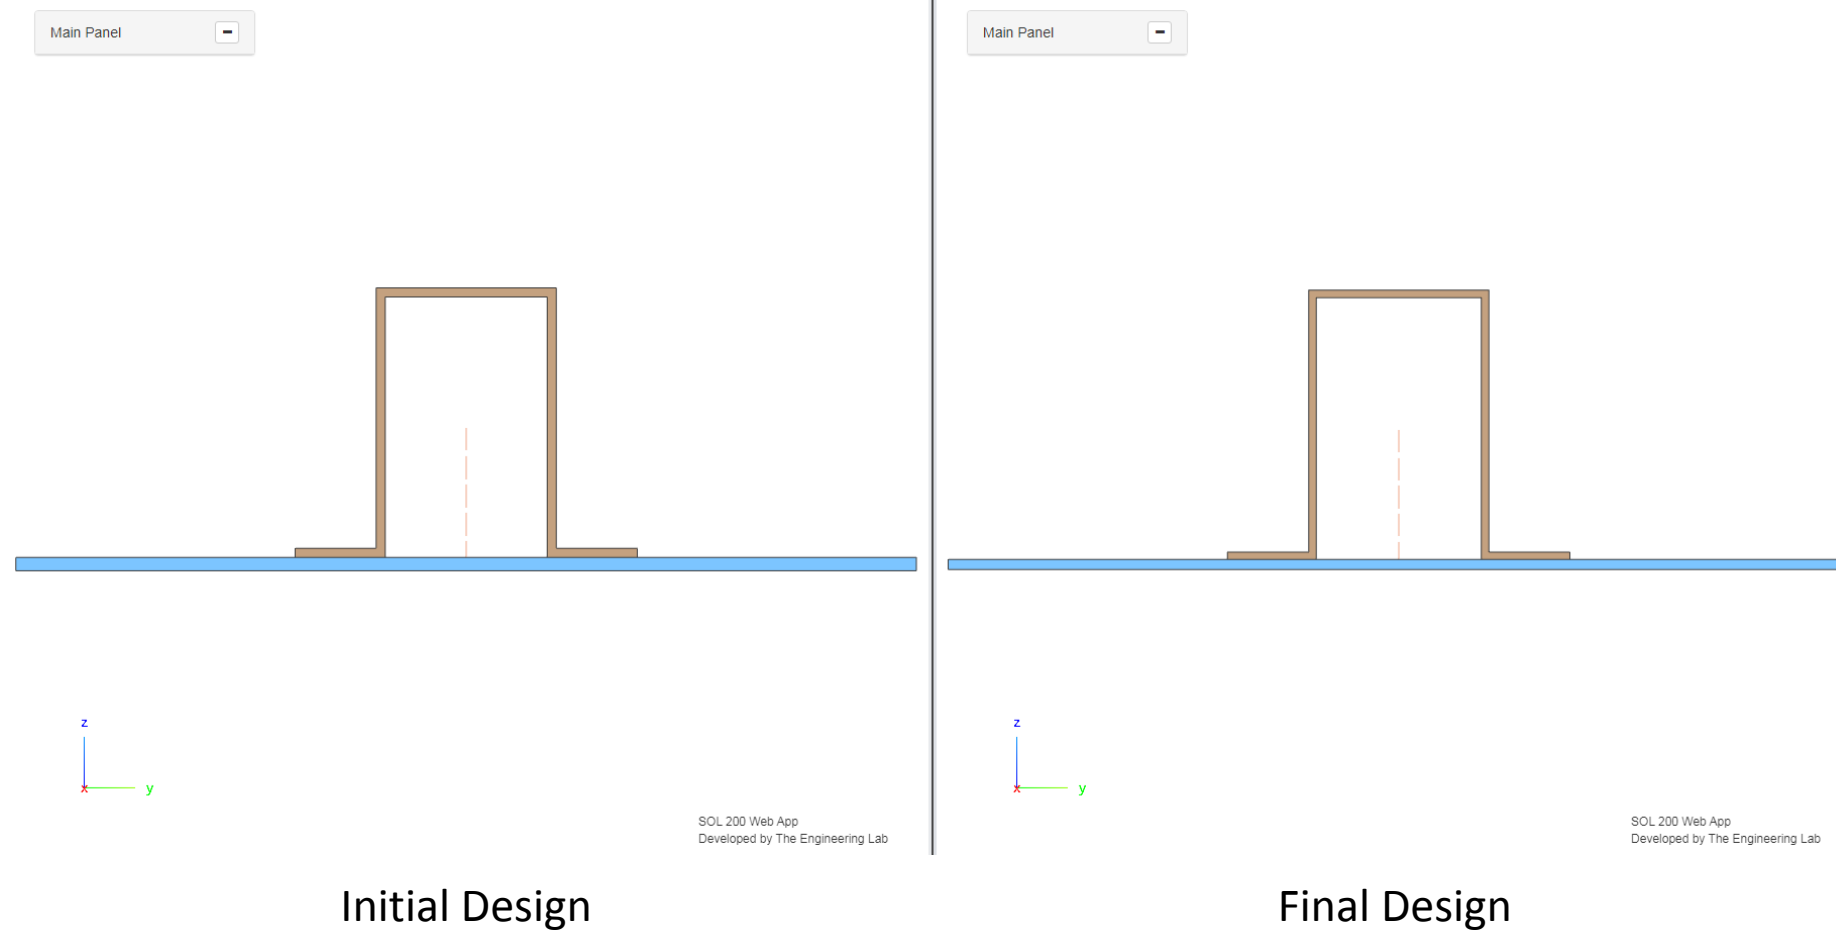 Main Panel
z
x
y
SOL 200 Web App
Developed by The Engineering Lab
Initial Design
Main Panel
z
x
y
SOL 200 Web App
Developed by The Engineering Lab
Final Design